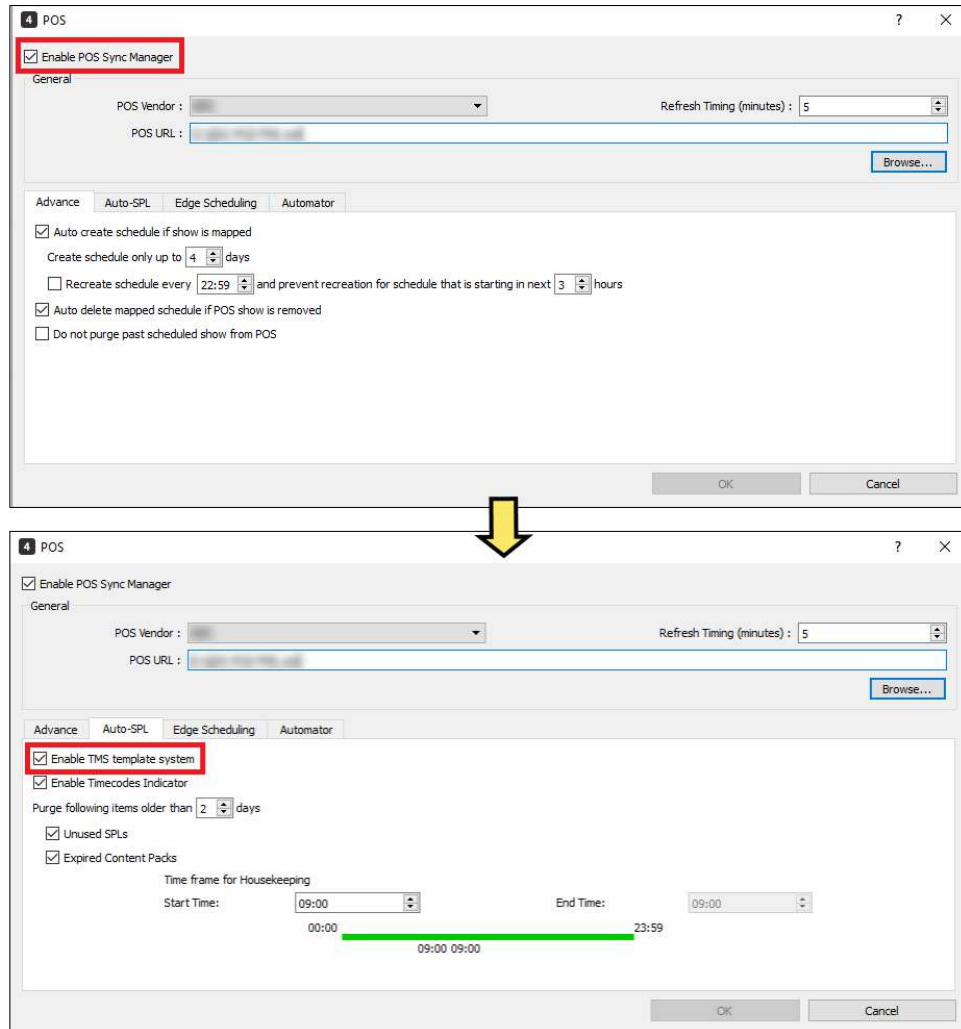 4 POS ? X
Enable POS Sync Manager
General
POS Vendor :
Refresh Timing (minutes) : 5
POS URL :
Browse...
Advance Auto-SPL Edge Scheduling Automator
Auto create schedule if show is mapped
Create schedule only up to 4 days
Recreate schedule every 22:59 and prevent recreation for schedule that is starting in next 3 hours
Auto delete mapped schedule if POS show is removed
Do not purge past scheduled show from POS
OK Cancel
4 POS ? X
Enable POS Sync Manager
General
POS Vendor :
Refresh Timing (minutes) : 5
POS URL :
Browse...
Advance Auto-SPL Edge Scheduling Automator
Enable TMS template system
Enable Timecodes Indicator
Purge following items older than 2 days
Unused SPLs
Expired Content Packs
Time frame for Housekeeping
Start Time: 09:00 End Time: 09:00
00:00 23:59
09:00 09:00
OK Cancel